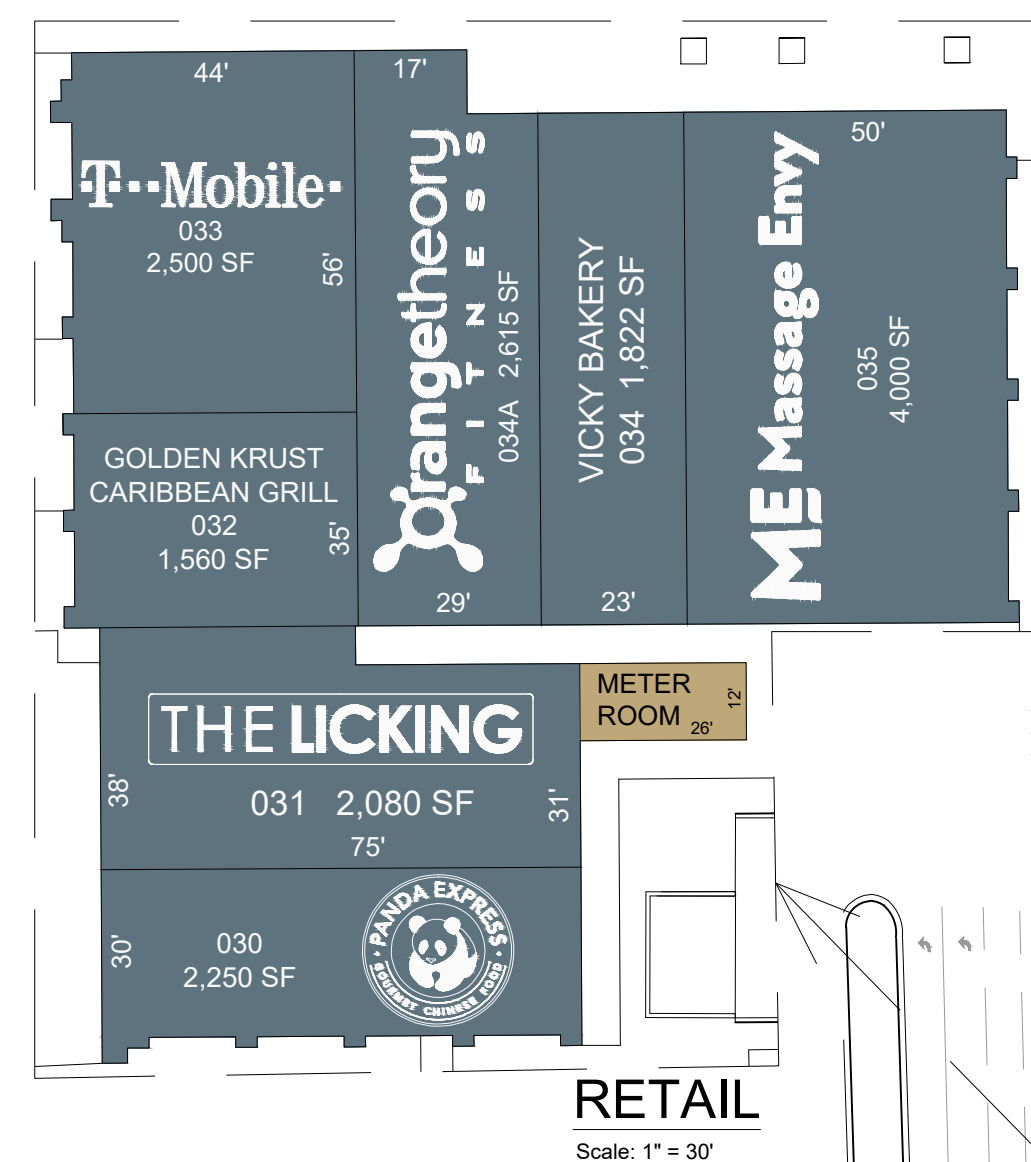 44'
17'
50'
T··Mobile·
033
2,500 SF
56'
Orangetheory
FITNESS
034A 2,615 SF
29'
VICKY BAKERY
034 1,822 SF
23'
ME Massage Envy
035
4,000 SF
GOLDEN KRUST
CARIBBEAN GRILL
032
1,560 SF
35'
THE LICKING
38'
031 2,080 SF
31'
75'
METER
ROOM
26'
12'
PANDA EXPRESS
GOURMET CHINESE FOOD
030
2,250 SF
30'
RETAIL
Scale: 1" = 30'